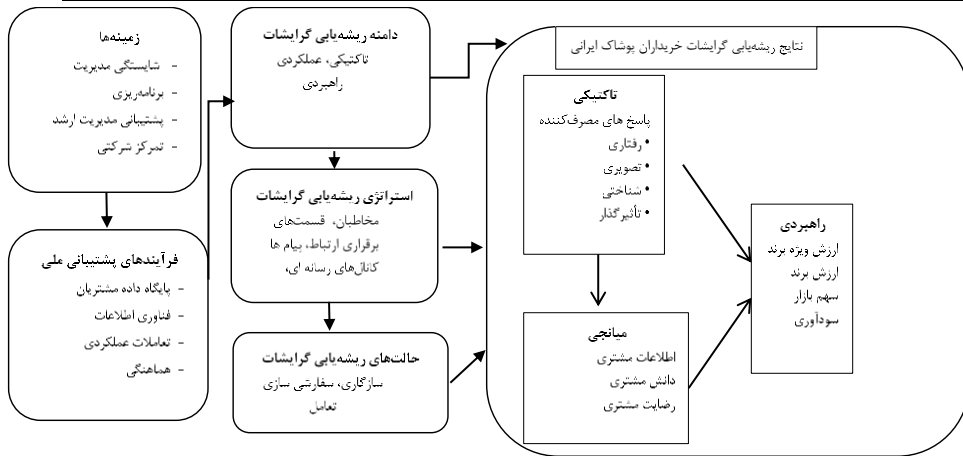 زمینه‌ها
- شایستگی مدیریت
- برنامه‌ریزی
- پشتیبانی مدیریت ارشد
- تمرکز شرکتی
فرآیندهای پشتیبانی ملی
- پایگاه داده مشتریان
- فناوری اطلاعات
- تعاملات عملکردی
- هماهنگی
دامنه ریشه‌یابی گرایشات
تاکتیکی، عملکردی
راهبردی
استراتژی ریشه‌یابی گرایشات
مخاطبان، قسمت‌های
برقراری ارتباط، پیام ها
کانال‌های رسانه ای،
حالت‌های ریشه‌یابی گرایشات
سازگاری، سفارشی سازی
تعامل
نتایج ریشه‌یابی گرایشات خریداران پوشاک ایرانی
تاکتیکی
پاسخ های مصرف‌کننده
• رفتاری
• تصویری
• شناختی
• تأثیرگذار
میانجی
اطلاعات مشتری
دانش مشتری
رضایت مشتری
راهبردی
ارزش ویژه برند
ارزش برند
سهم بازار
سودآوری